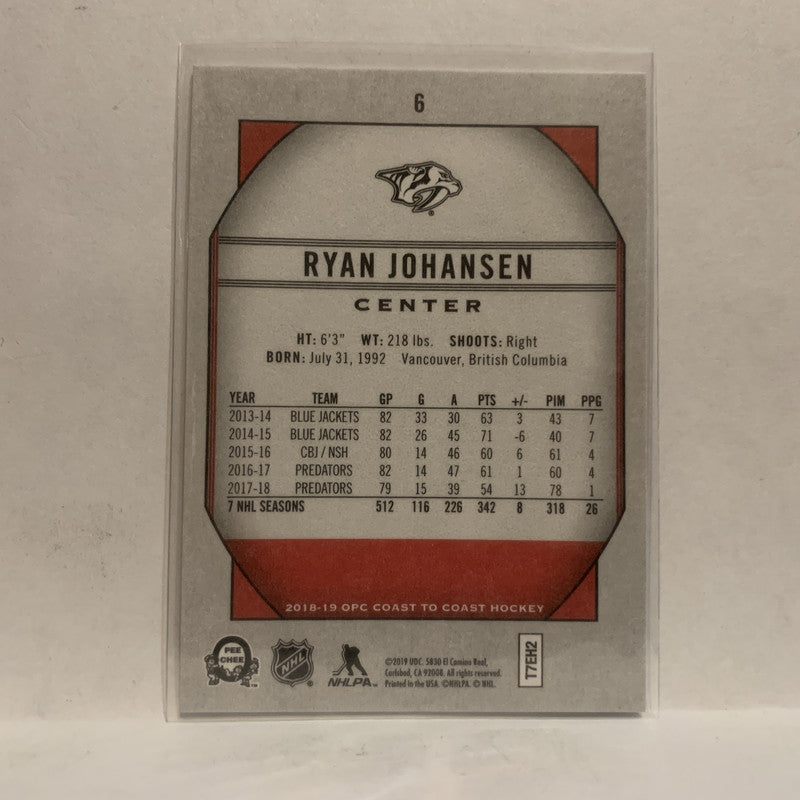 6
RYAN JOHANSEN
CENTER
HT: 6'3" WT: 218 lbs. SHOOTS: Right
BORN: July 31, 1992 Vancouver, British Columbia
YEAR TEAM GP G A PTS +/- PIM PPG
2013-14 BLUE JACKETS 82 33 30 63 3 43 7
2014-15 BLUE JACKETS 82 26 45 71 -6 40 7
2015-16 CBJ / NSH 80 14 46 60 6 61 4
2016-17 PREDATORS 82 14 47 61 1 60 4
2017-18 PREDATORS 79 15 39 54 13 78 1
7 NHL SEASONS 512 116 226 342 8 318 26
2018-19 OPC COAST TO COAST HOCKEY
PEE CHEE
NHL
NHLPA
©2019 UDC. 5830 El Camino Real,
Carlsbad, CA 92008. All rights reserved.
Printed in the USA. ©NHLPA. © NHL.
T7EH2